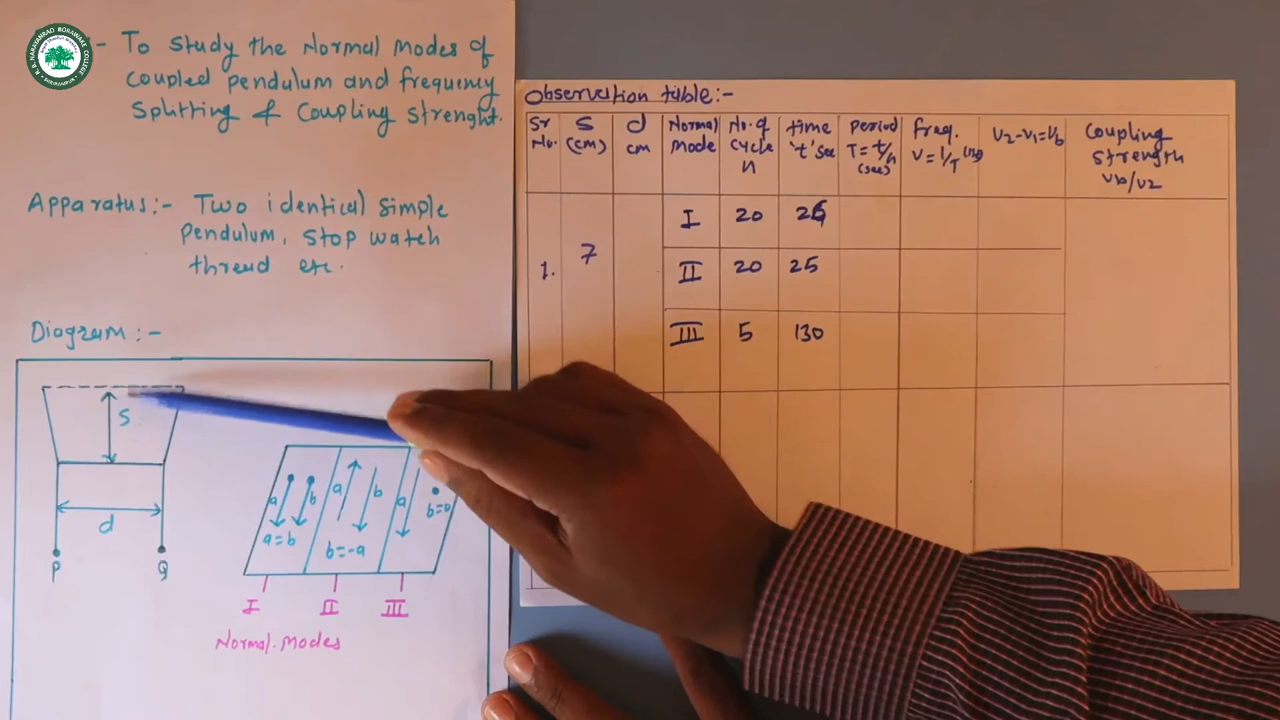 - To study the Normal modes of
coupled pendulum and frequency
splitting & coupling strenght.
Apparatus:- Two identical simple
pendulum, stop watch
thread etc.
Diagram:-
S
d
P
Q
a b
a=b
a b
b=-a
a
b=0
I II III
Normal. modes
Observation table:-
Sr No. S (cm) d cm Normal mode No. of cycle n time 't' sec Period T = t/n (sec) freq. ν = 1/T (Hz) ν2-ν1=νb Coupling strength νb/ν2
1. 7
I 20 26
II 20 25
III 5 130